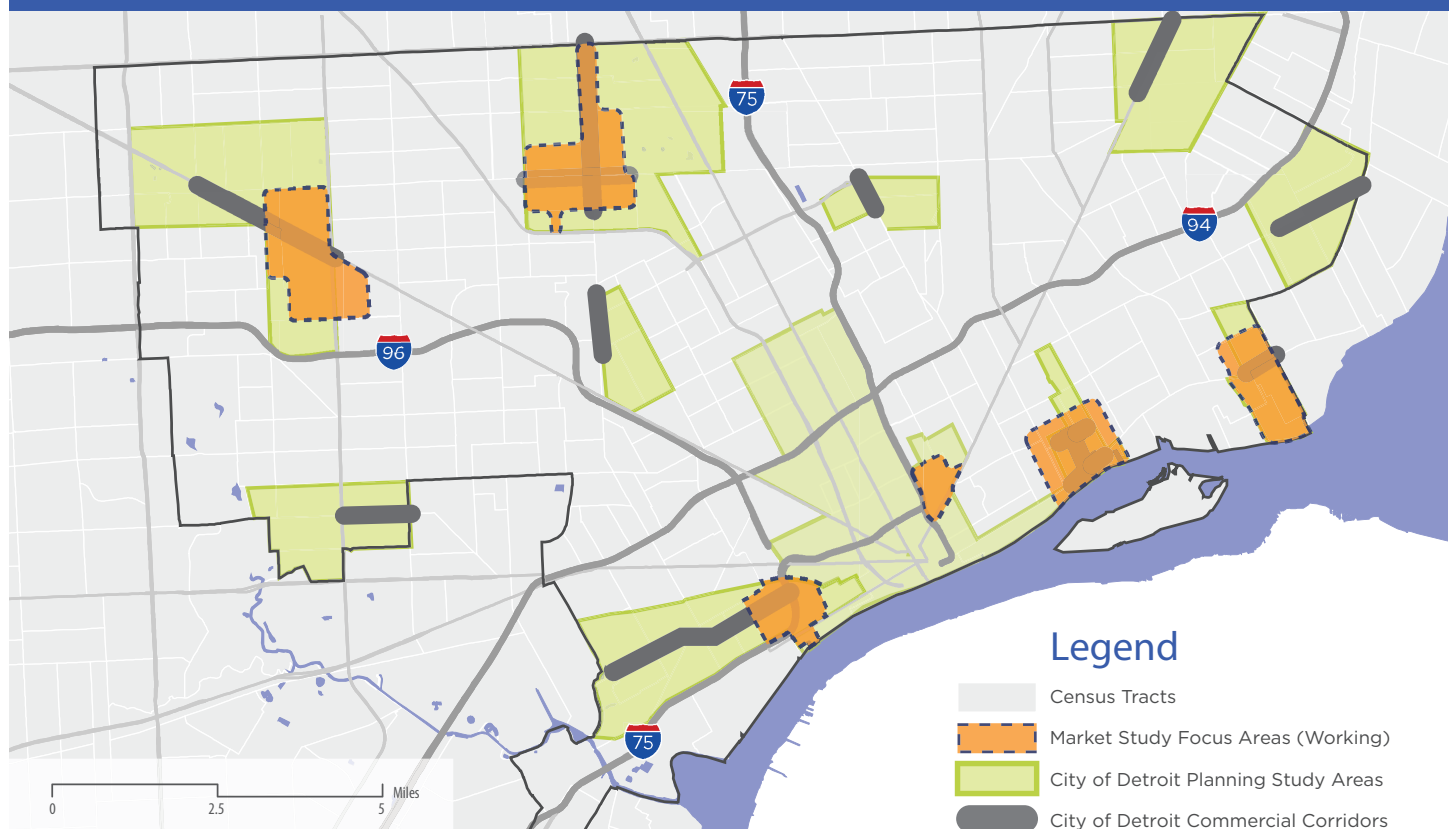 75
94
96
75
Legend
Census Tracts
Market Study Focus Areas (Working)
City of Detroit Planning Study Areas
City of Detroit Commercial Corridors
Miles
0 2.5 5